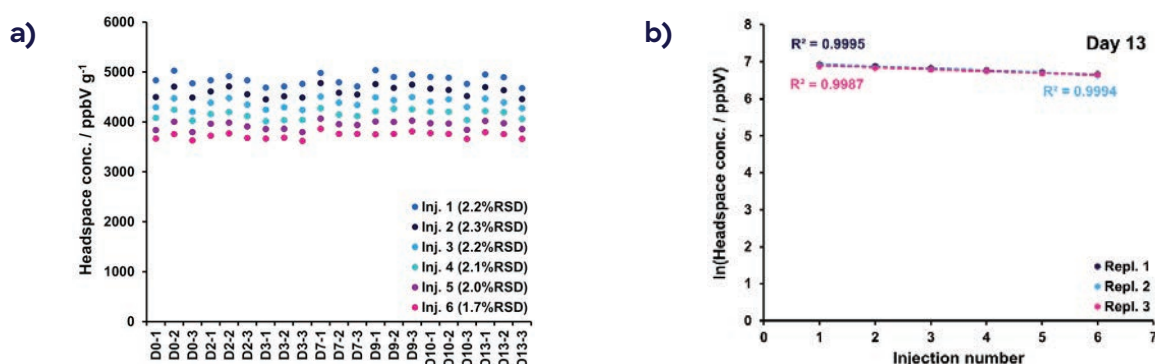 a)
Headspace conc. / ppbV g⁻¹
6000
5000
4000
3000
2000
1000
0
Inj. 1 (2.2%RSD)
Inj. 2 (2.3%RSD)
Inj. 3 (2.2%RSD)
Inj. 4 (2.1%RSD)
Inj. 5 (2.0%RSD)
Inj. 6 (1.7%RSD)
D0-1
D0-2
D0-3
D2-1
D2-2
D2-3
D3-1
D3-2
D3-3
D7-1
D7-2
D7-3
D9-1
D9-2
D9-3
D10-1
D10-2
D10-3
D13-1
D13-2
D13-3
b)
ln(Headspace conc. / ppbV)
8
7
6
5
4
3
2
1
0
R² = 0.9995
Day 13
R² = 0.9987
R² = 0.9994
Repl. 1
Repl. 2
Repl. 3
0 1 2 3 4 5 6 7
Injection number